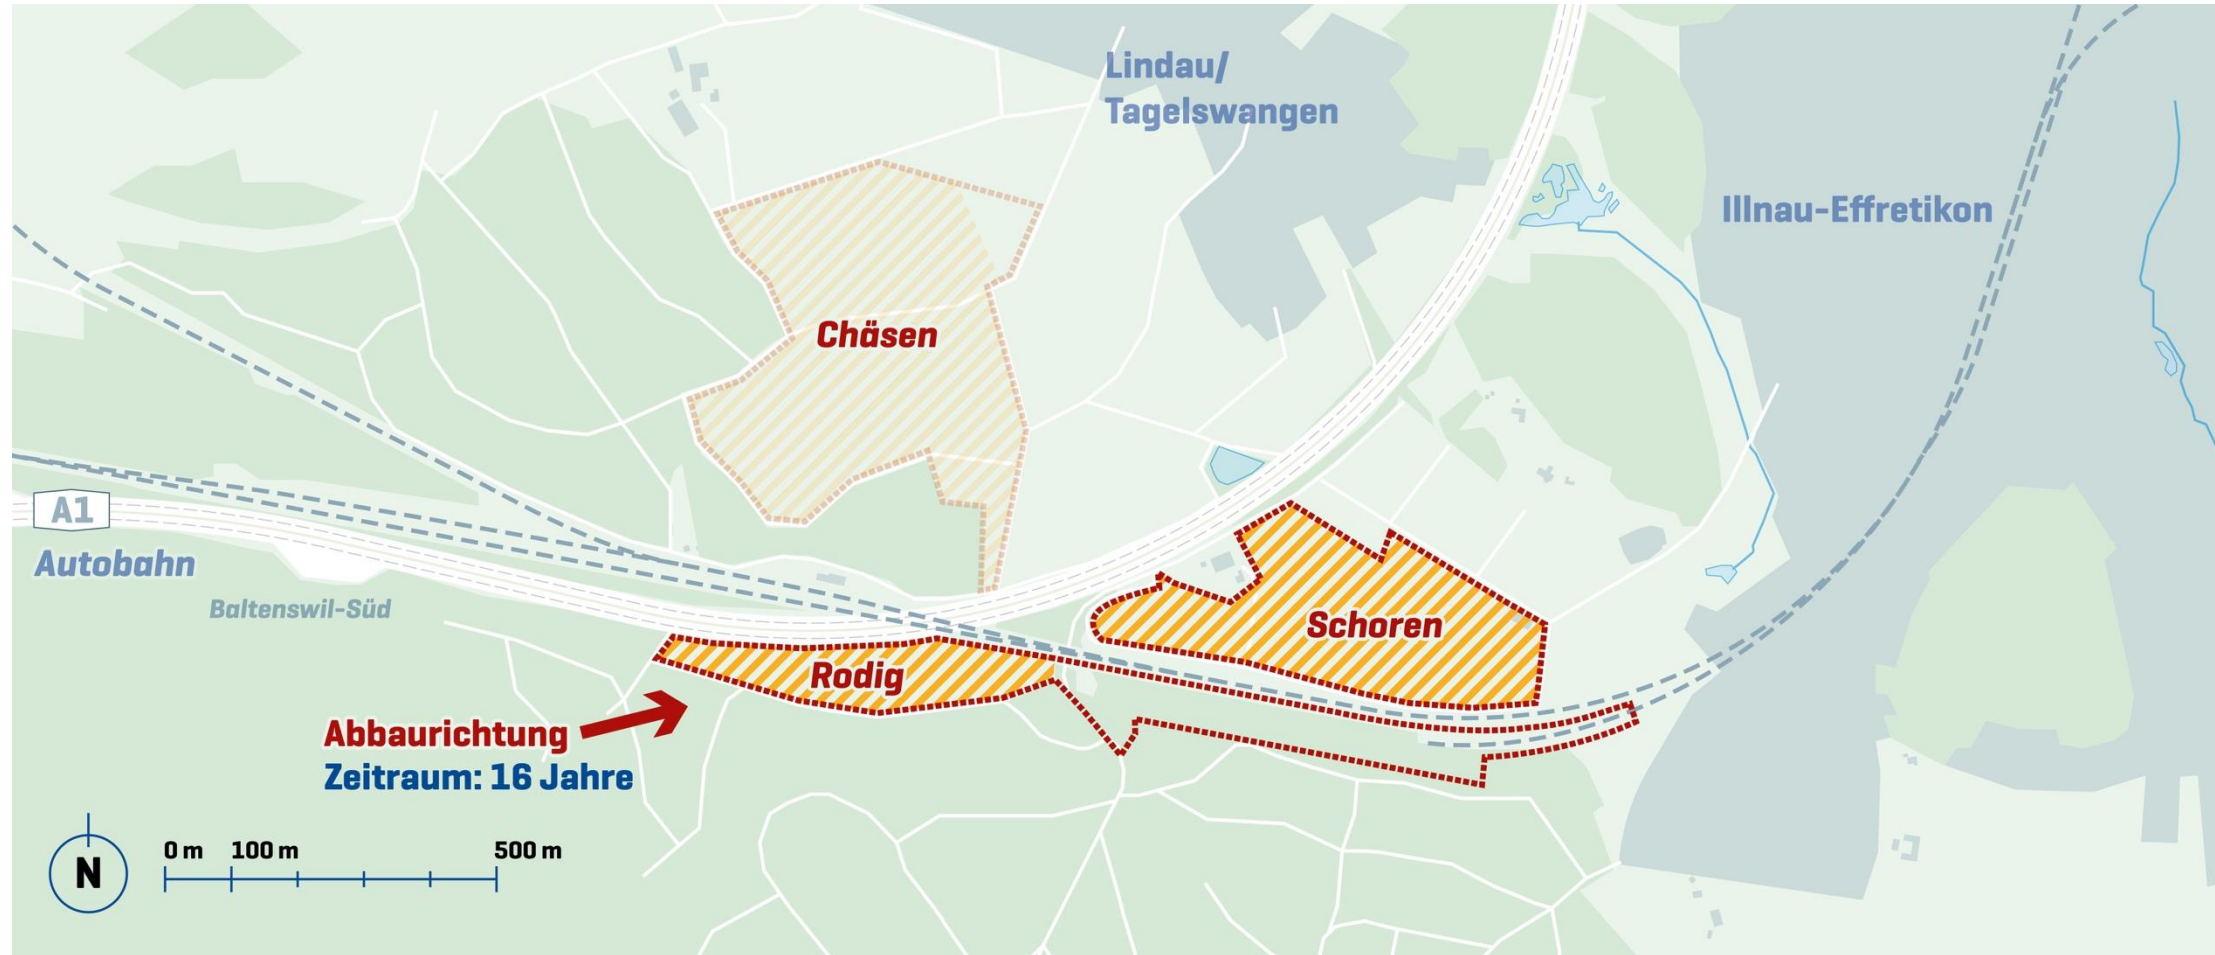 Lindau/
Tagelswangen
Illnau-Effretikon
Chäsen
A1
Autobahn
Baltenswil-Süd
Schoren
Rodig
Abbaurichtung
Zeitraum: 16 Jahre
N
0 m 100 m 500 m